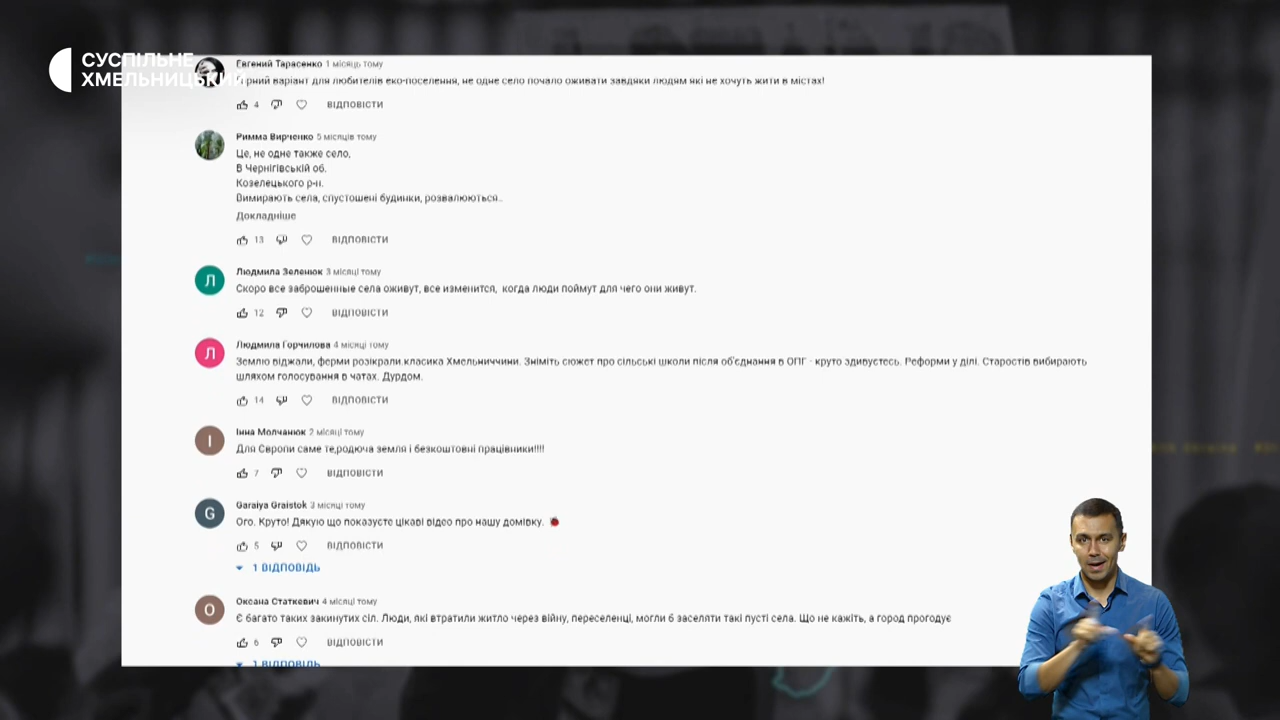 СУСПІЛЬНЕ
ХМЕЛЬНИЦЬКИЙ
Євгений Тарасенко 1 місяць тому
варіант для любителів еко-поселення, не одне село почало оживати завдяки людям які не хочуть жити в містах!
4 ВІДПОВІСТИ
Римма Вирченко 5 місяців тому
Це, не одне також село,
В Чернігівській об.
Козелецького р-н.
Вимирають села, спустошені будинки, розвалюються..
Докладніше
13 ВІДПОВІСТИ
Л
Людмила Зеленюк 3 місяці тому
Скоро все заброшенные села оживут, все изменится, когда люди поймут для чего они живут.
12 ВІДПОВІСТИ
Л
Людмила Горчилова 4 місяці тому
Землю віджали, ферми розікрали.класика Хмельниччини. Зніміть сюжет про сільські школи після об'єднання в ОПГ - круто здивуєтесь. Реформи у ділі. Старостів вибирають
шляхом голосування в чатах. Дурдом.
14 ВІДПОВІСТИ
І
Інна Молчанюк 2 місяці тому
Для Європи саме те,родюча земля і безкоштовні працівники!!!!
7 ВІДПОВІСТИ
G
Garaiya Graistok 3 місяці тому
Ого. Круто! Дякую що показуєте цікаві відео про нашу домівку.
5 ВІДПОВІСТИ
1 ВІДПОВІДЬ
О
Оксана Статкевич 4 місяці тому
Є багато таких закинутих сіл. Люди, які втратили житло через війну, переселенці, могли б заселяти такі пусті села. Що не кажіть, а город прогодує
6 ВІДПОВІСТИ
1 ВІДПОВІДЬ